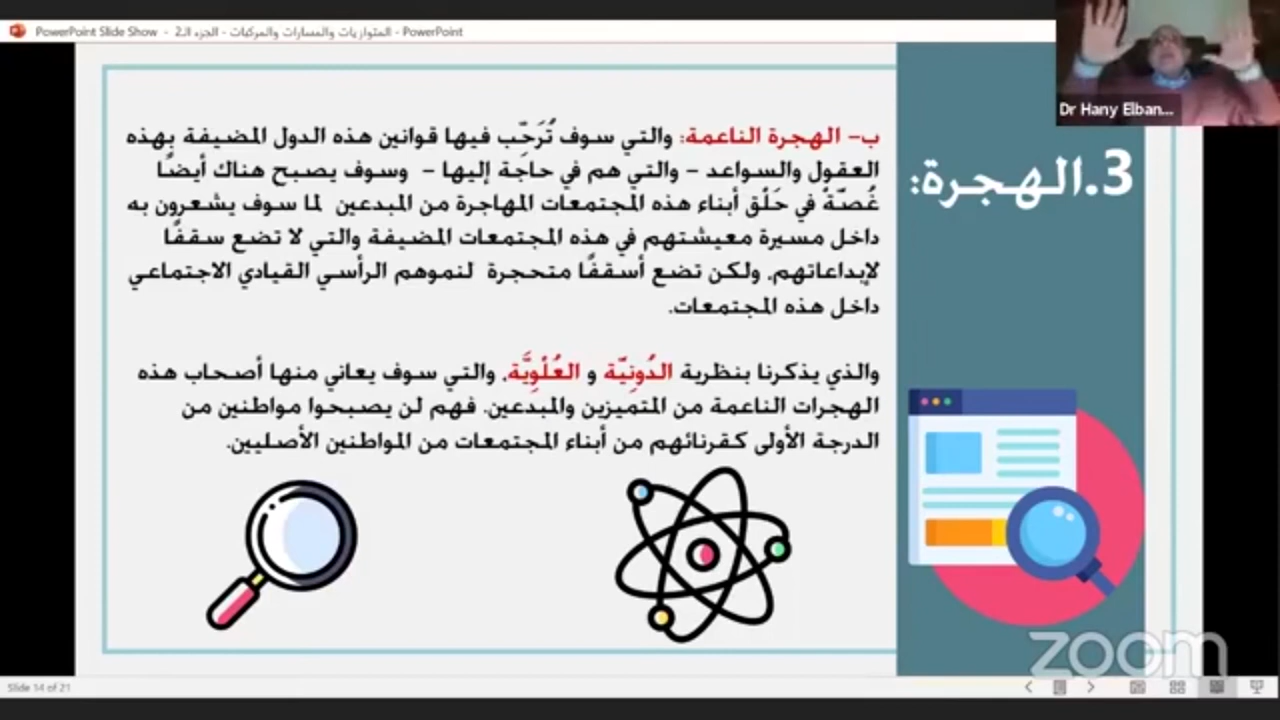 PowerPoint Slide Show - المتوازيات والمسارات والمركبات - الجزء الـ2 - PowerPoint
Dr Hany Elban...
3.الهجرة:
ب- الهجرة الناعمة: والتي سوف تُرَحِّب فيها قوانين هذه الدول المضيفة بهذه
العقول والسواعد – والتي هم في حاجة إليها – وسوف يصبح هناك أيضًا
غُصّةً في حَلْق أبناء هذه المجتمعات المهاجرة من المبدعين لما سوف يشعرون به
داخل مسيرة معيشتهم في هذه المجتمعات المضيفة والتي لا تضع سقفًا
لإبداعاتهم، ولكن تضع أسقفًا متحجرة لنموهم الرأسي القيادي الاجتماعي
داخل هذه المجتمعات.
والذي يذكرنا بنظرية الدُونِيّة و العُلْوِيَّة، والتي سوف يعاني منها أصحاب هذه
الهجرات الناعمة من المتميزين والمبدعين. فهم لن يصبحوا مواطنين من
الدرجة الأولى كقرنائهم من أبناء المجتمعات من المواطنين الأصليين.
zoom
Slide 14 of 21